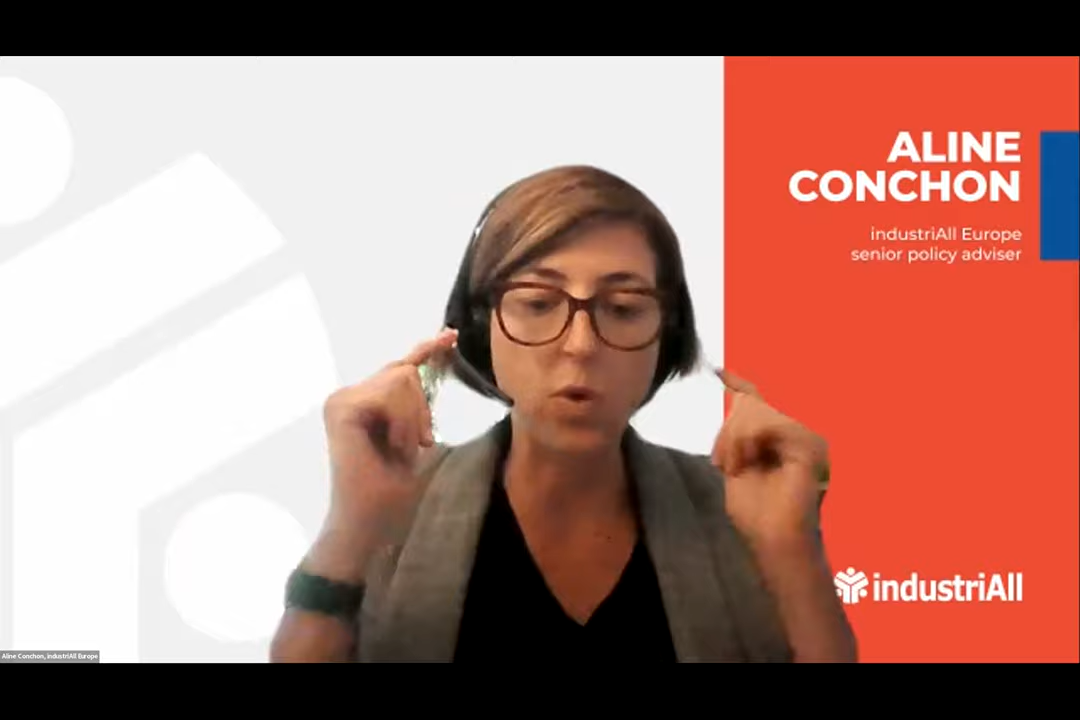 ALINE
CONCHON
industriAll Europe
senior policy adviser
industriAll
Aline Conchon, industriAll Europe